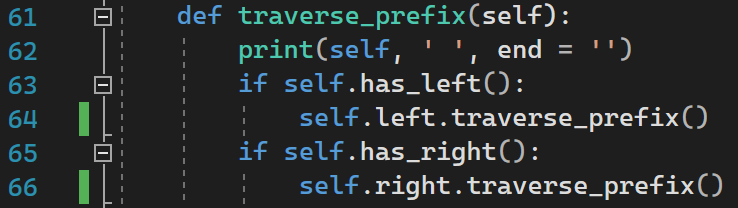 61 def traverse_prefix(self):
62 print(self, ' ', end = '')
63 if self.has_left():
64 self.left.traverse_prefix()
65 if self.has_right():
66 self.right.traverse_prefix()